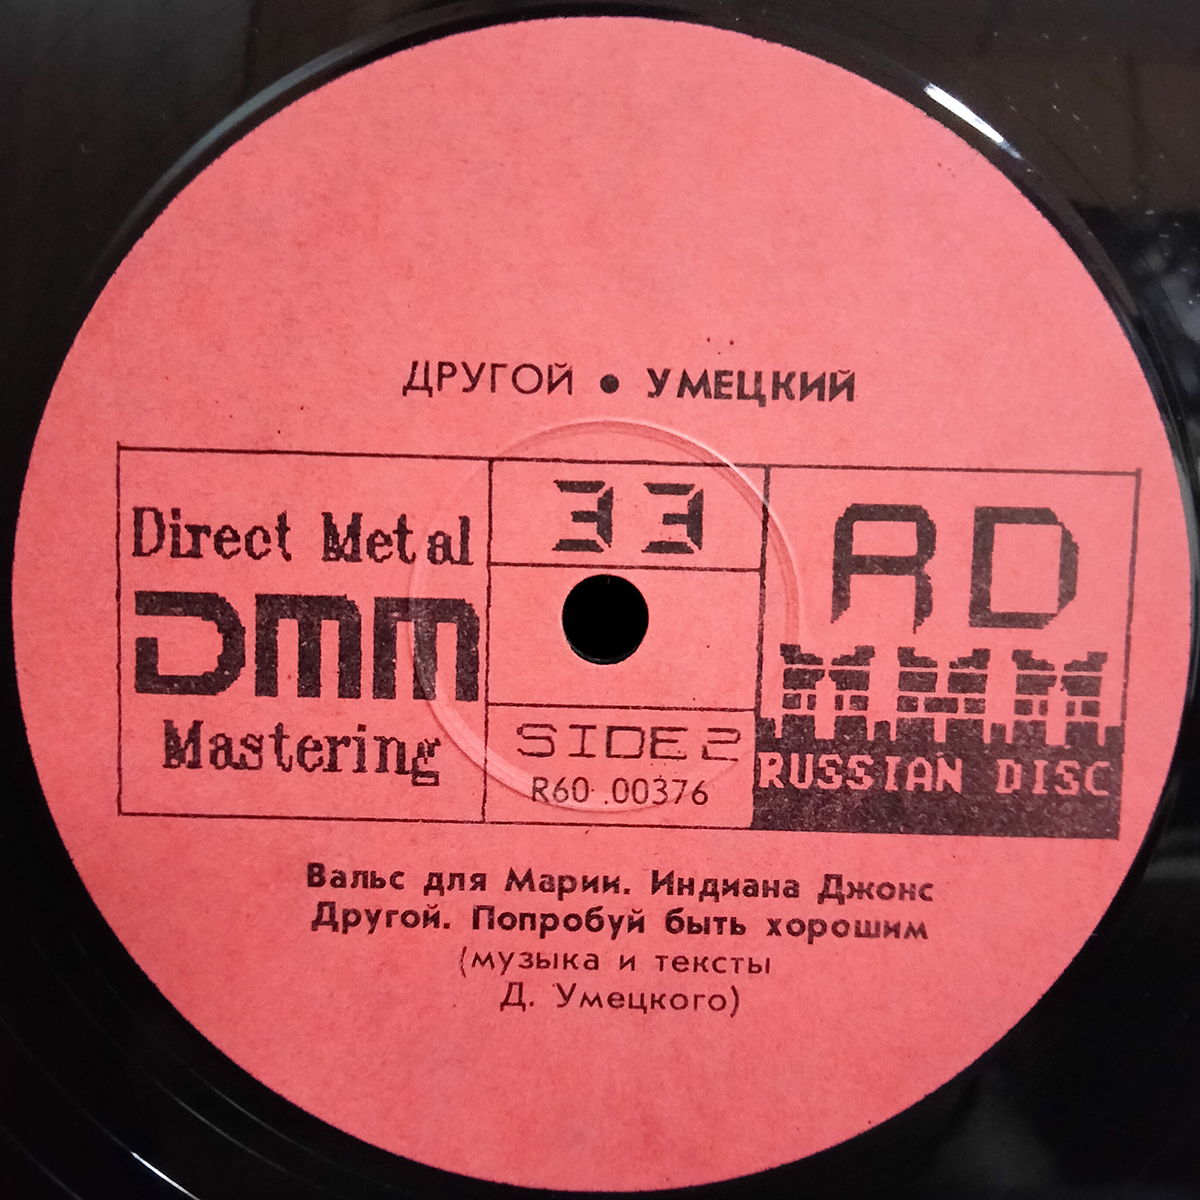 ДРУГОЙ • УМЕЦКИЙ
Direct Metal
DMM
Mastering
33
SIDE 2
R60 .00376
RD
RUSSIAN DISC
Вальс для Марии. Индиана Джонс
Другой. Попробуй быть хорошим
(музыка и тексты
Д. Умецкого)